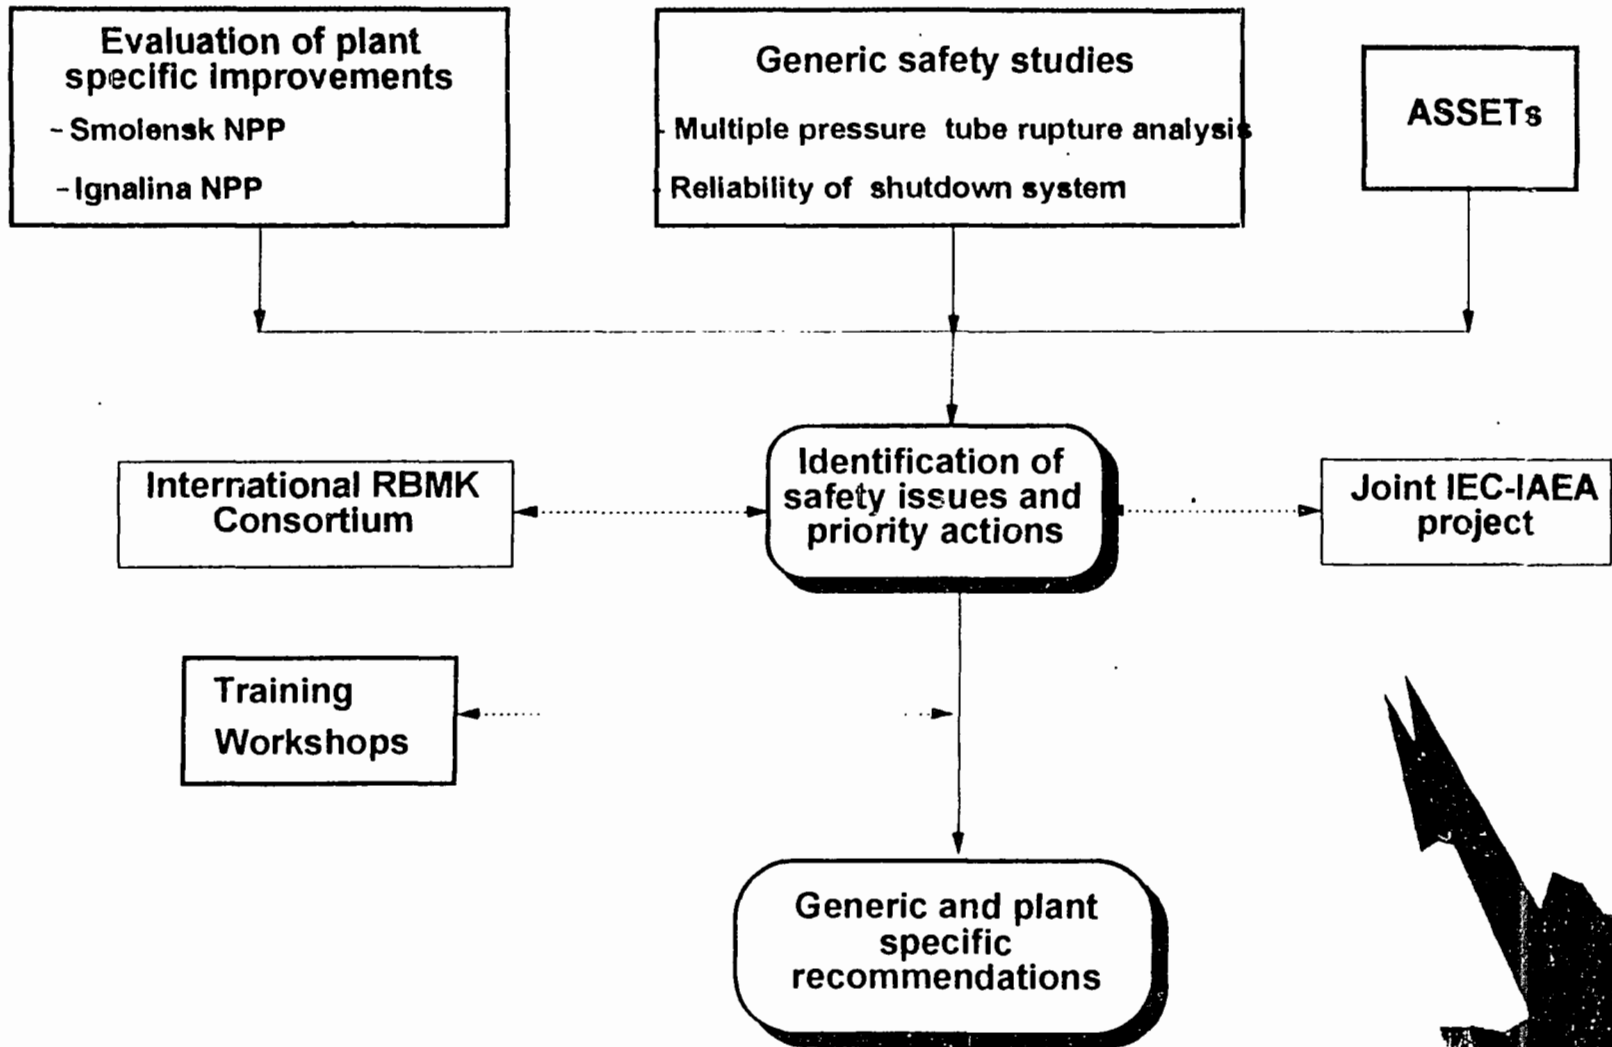 Evaluation of plant
specific improvements
- Smolensk NPP
- Ignalina NPP
Generic safety studies
- Multiple pressure tube rupture analysis
- Reliability of shutdown system
ASSETs
International RBMK
Consortium
Identification of
safety issues and
priority actions
Joint IEC-IAEA
project
Training
Workshops
Generic and plant
specific
recommendations